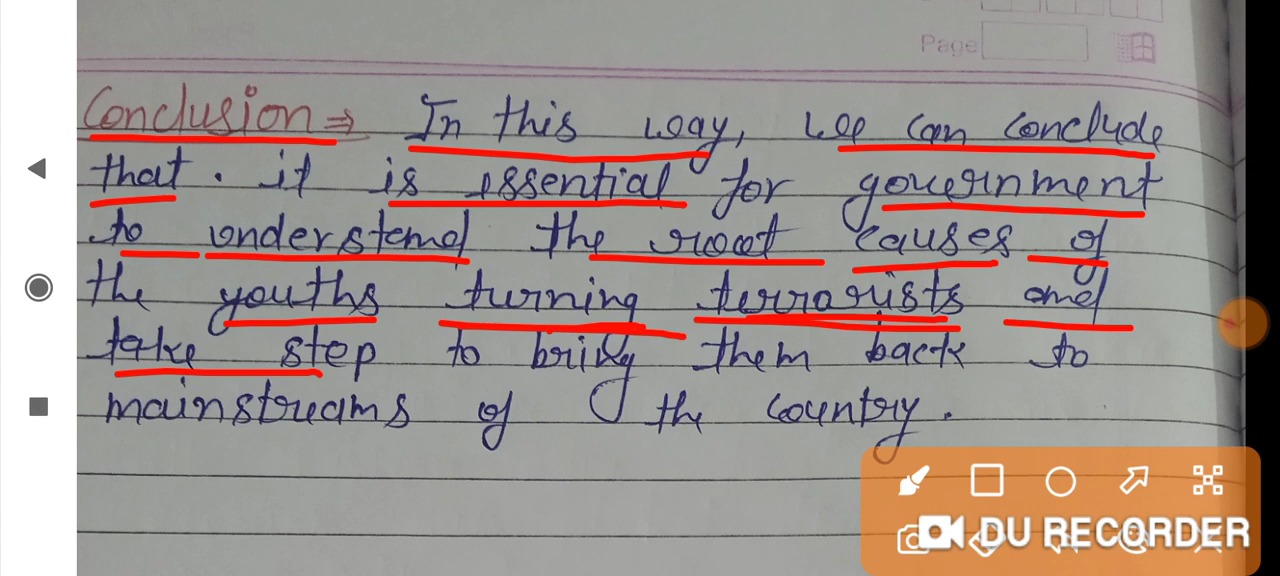 Page
Conclusion ⇒ In this way, we can conclude
that. it is essential for government
to understand the root causes of
the youths turning terrorists and
take step to bring them back to
mainstreams of the country.
DU RECORDER